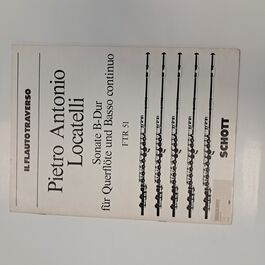 IL FLAUTO TRAVERSO
Pietro Antonio
Locatelli
Sonate B-Dur
für Querflöte und Basso continuo
FTR 51
SCHOTT